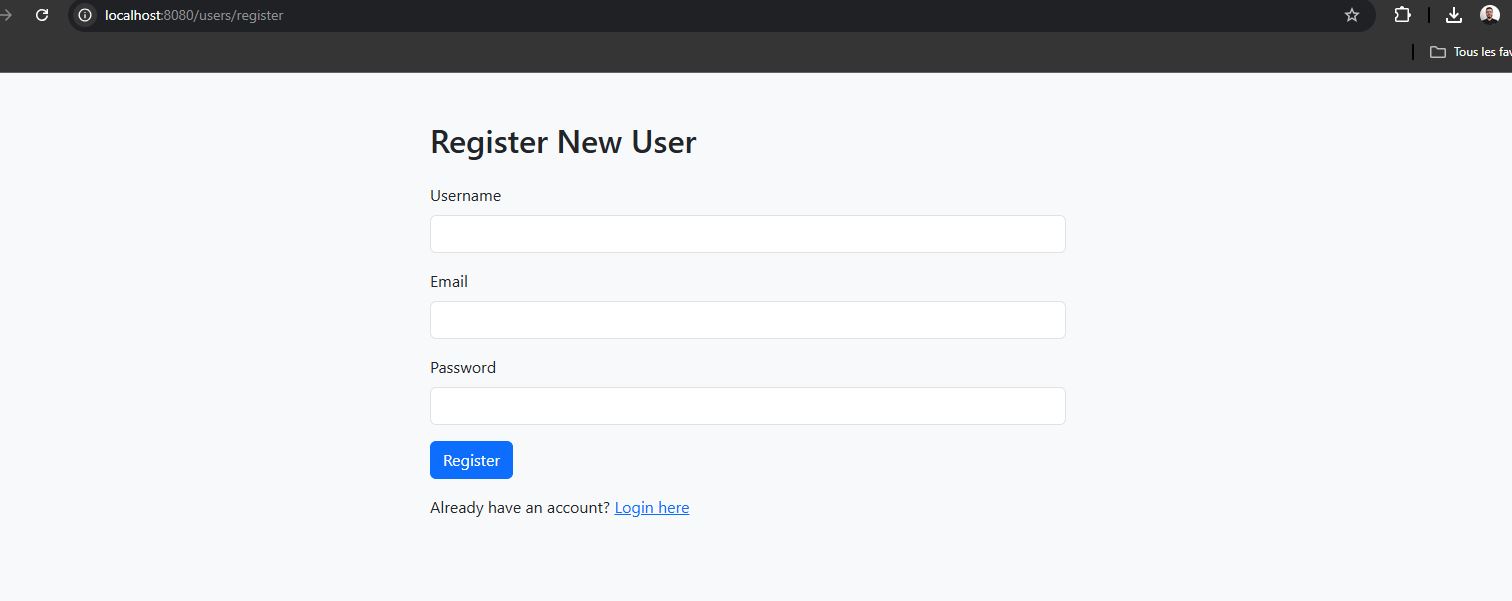 localhost:8080/users/register
Tous les fav
Register New User
Username
Email
Password
Register
Already have an account? Login here